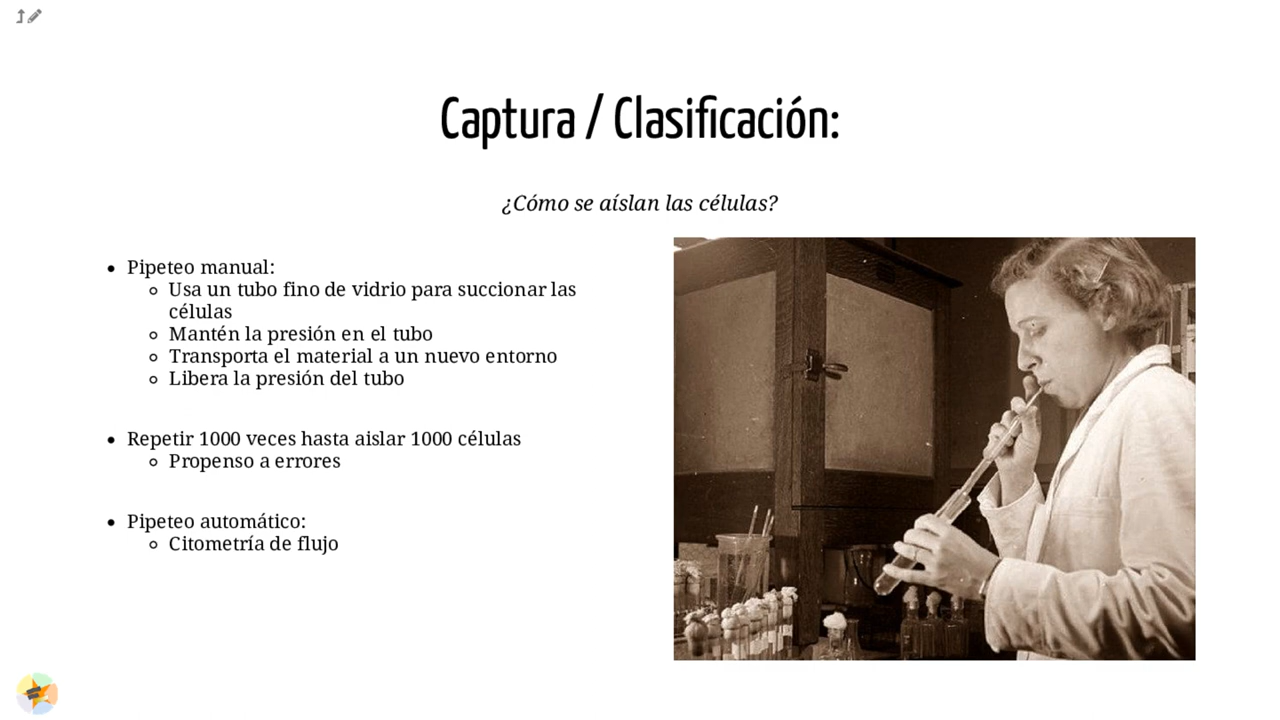 Captura / Clasificación:
¿Cómo se aíslan las células?
Pipeteo manual:
Usa un tubo fino de vidrio para succionar las
células
Mantén la presión en el tubo
Transporta el material a un nuevo entorno
Libera la presión del tubo
Repetir 1000 veces hasta aislar 1000 células
Propenso a errores
Pipeteo automático:
Citometría de flujo